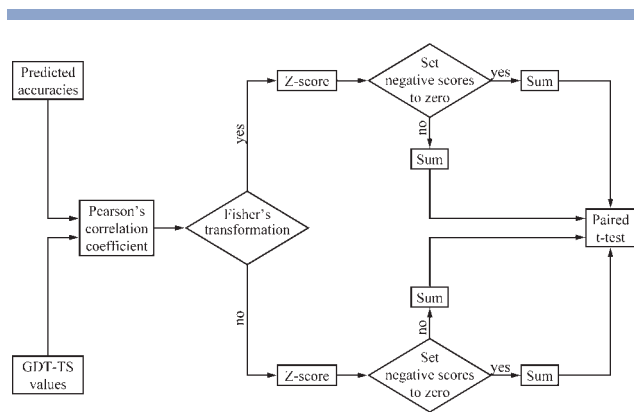 Predicted
accuracies
GDT-TS
values
Pearson's
correlation
coefficient
Fisher's
transformation
yes
no
Z-score
Set
negative scores
to zero
yes
Sum
no
Sum
Z-score
Set
negative scores
to zero
yes
Sum
no
Sum
Paired
t-test